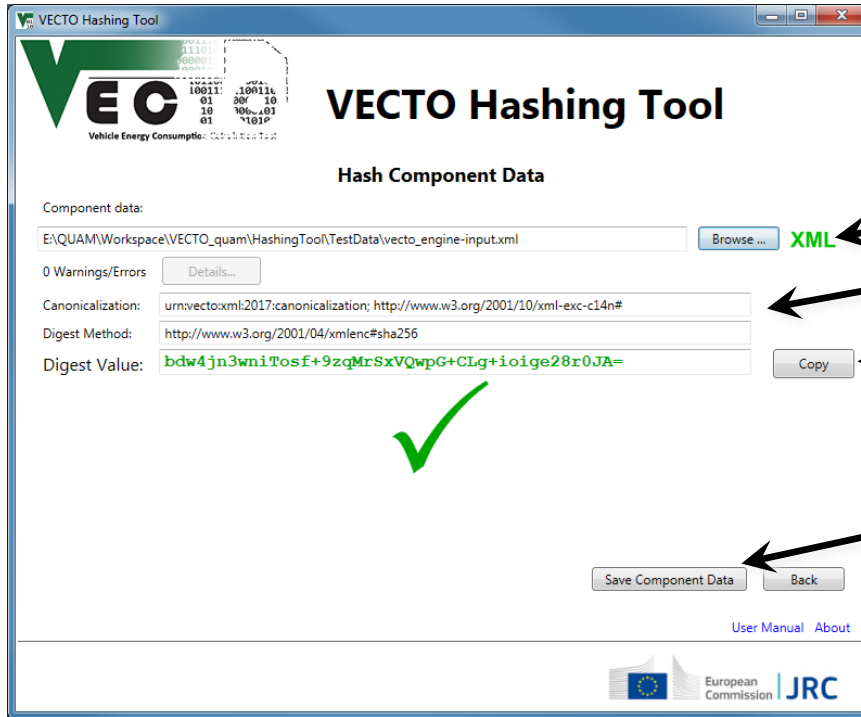 VECTO Hashing Tool
VECTO
Vehicle Energy Consumption Calculation Tool
VECTO Hashing Tool
Hash Component Data
Component data:
E:\QUAM\Workspace\VECTO_quam\HashingTool\TestData\vecto_engine-input.xml Browse ... XML
0 Warnings/Errors Details...
Canonicalization: urn:vecto:xml:2017:canonicalization; http://www.w3.org/2001/10/xml-exc-c14n#
Digest Method: http://www.w3.org/2001/04/xmlenc#sha256
Digest Value: bdw4jn3wniTosf+9zqMrSxVQwpG+CLg+ioige28r0JA= Copy
Save Component Data Back
User Manual About
European
Commission JRC